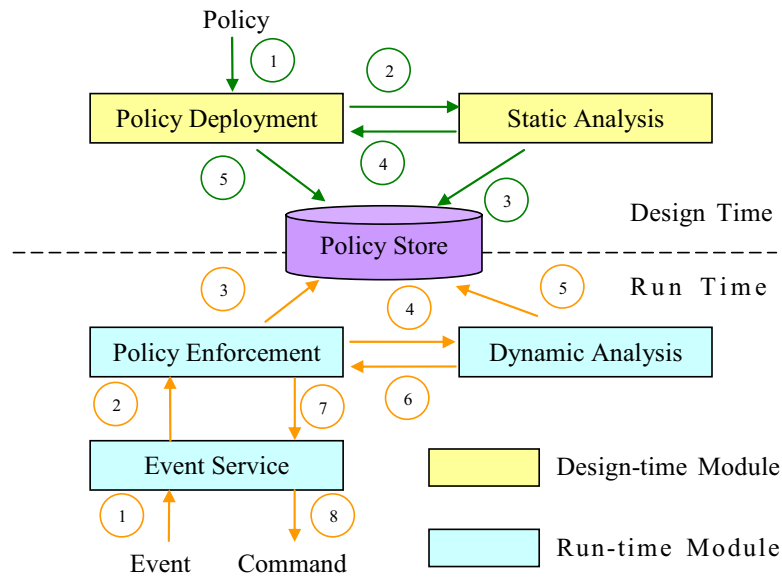 Policy
1
2
Policy Deployment
Static Analysis
5
4
3
Design Time
Policy Store
Run Time
3
4
5
Policy Enforcement
Dynamic Analysis
2
7
6
Event Service
Design-time Module
1
8
Run-time Module
Event
Command